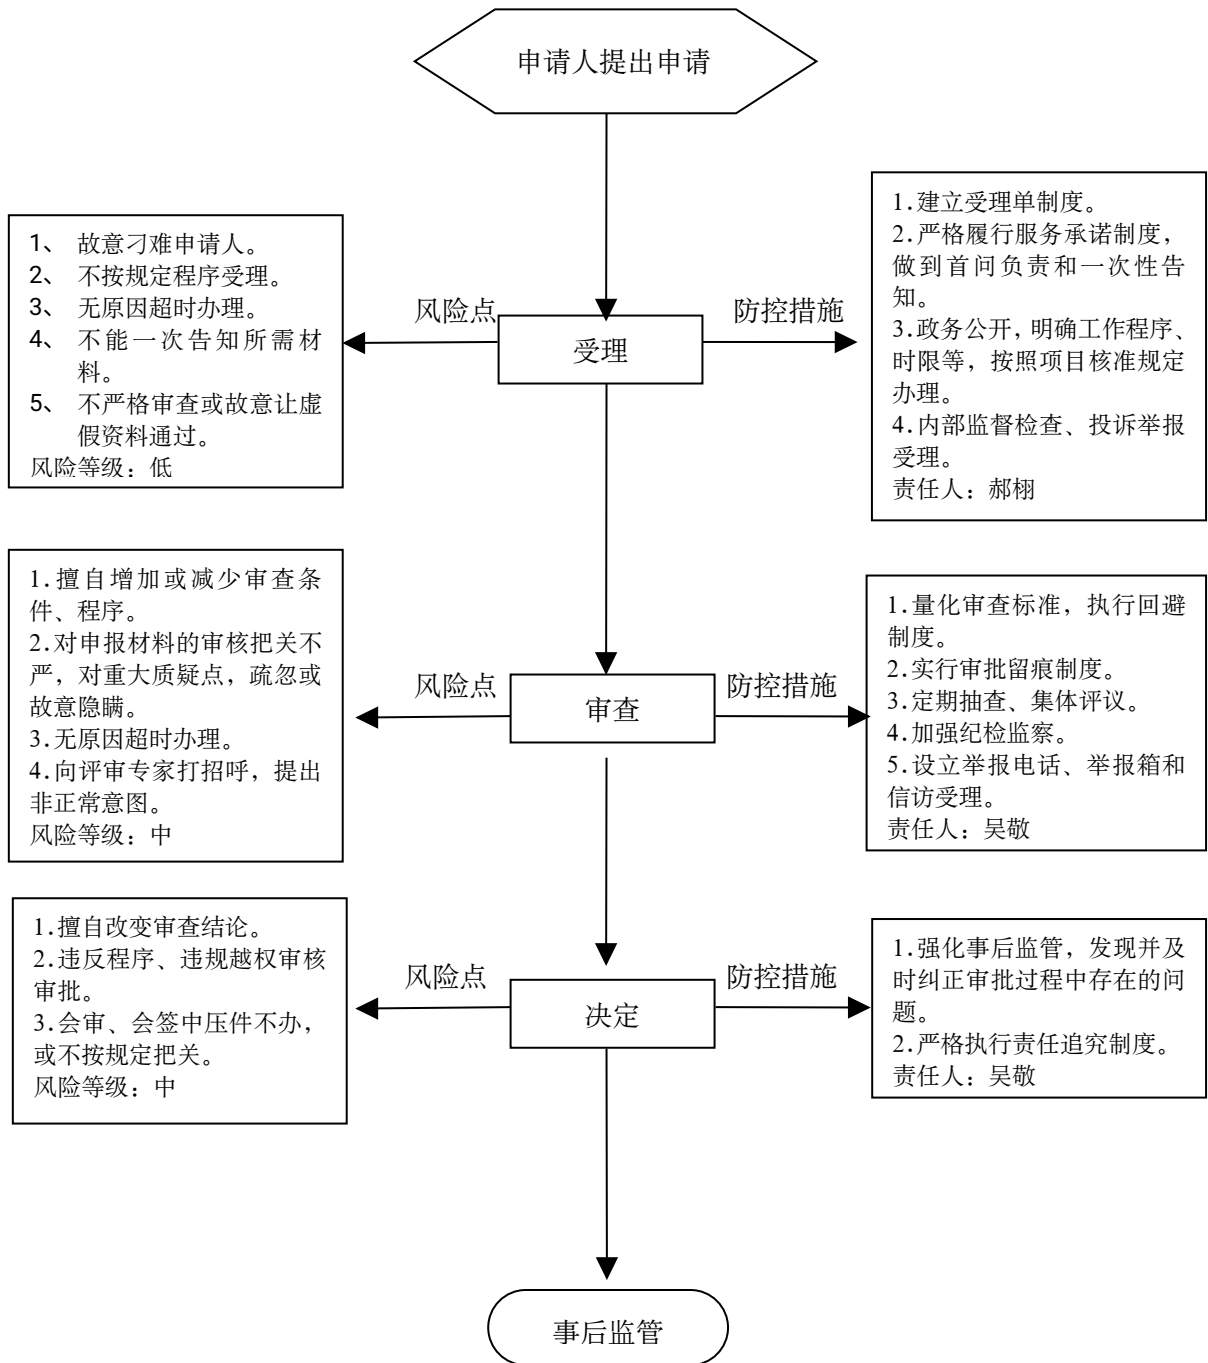 申请人提出申请
1、 故意刁难申请人。
2、 不按规定程序受理。
3、 无原因超时办理。
4、 不能一次告知所需材
料。
5、 不严格审查或故意让虚
假资料通过。
风险等级：低
风险点
受理
防控措施
1.建立受理单制度。
2.严格履行服务承诺制度，
做到首问负责和一次性告
知。
3.政务公开，明确工作程序、
时限等，按照项目核准规定
办理。
4.内部监督检查、投诉举报
受理。
责任人：郝栩
1.擅自增加或减少审查条
件、程序。
2.对申报材料的审核把关不
严，对重大质疑点，疏忽或
故意隐瞒。
3.无原因超时办理。
4.向评审专家打招呼，提出
非正常意图。
风险等级：中
风险点
审查
防控措施
1.量化审查标准，执行回避
制度。
2.实行审批留痕制度。
3.定期抽查、集体评议。
4.加强纪检监察。
5.设立举报电话、举报箱和
信访受理。
责任人：吴敬
1.擅自改变审查结论。
2.违反程序、违规越权审核
审批。
3.会审、会签中压件不办，
或不按规定把关。
风险等级：中
风险点
决定
防控措施
1.强化事后监管，发现并及
时纠正审批过程中存在的问
题。
2.严格执行责任追究制度。
责任人：吴敬
事后监管